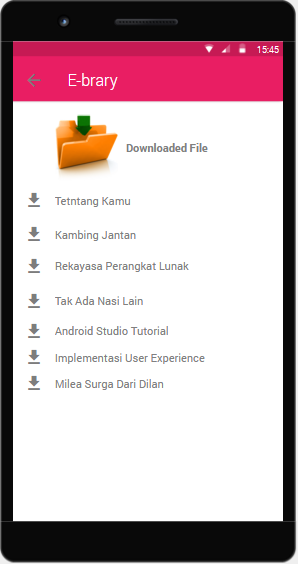 15:45
E-brary
Downloaded File
Tetntang Kamu
Kambing Jantan
Rekayasa Perangkat Lunak
Tak Ada Nasi Lain
Android Studio Tutorial
Implementasi User Experience
Milea Surga Dari Dilan